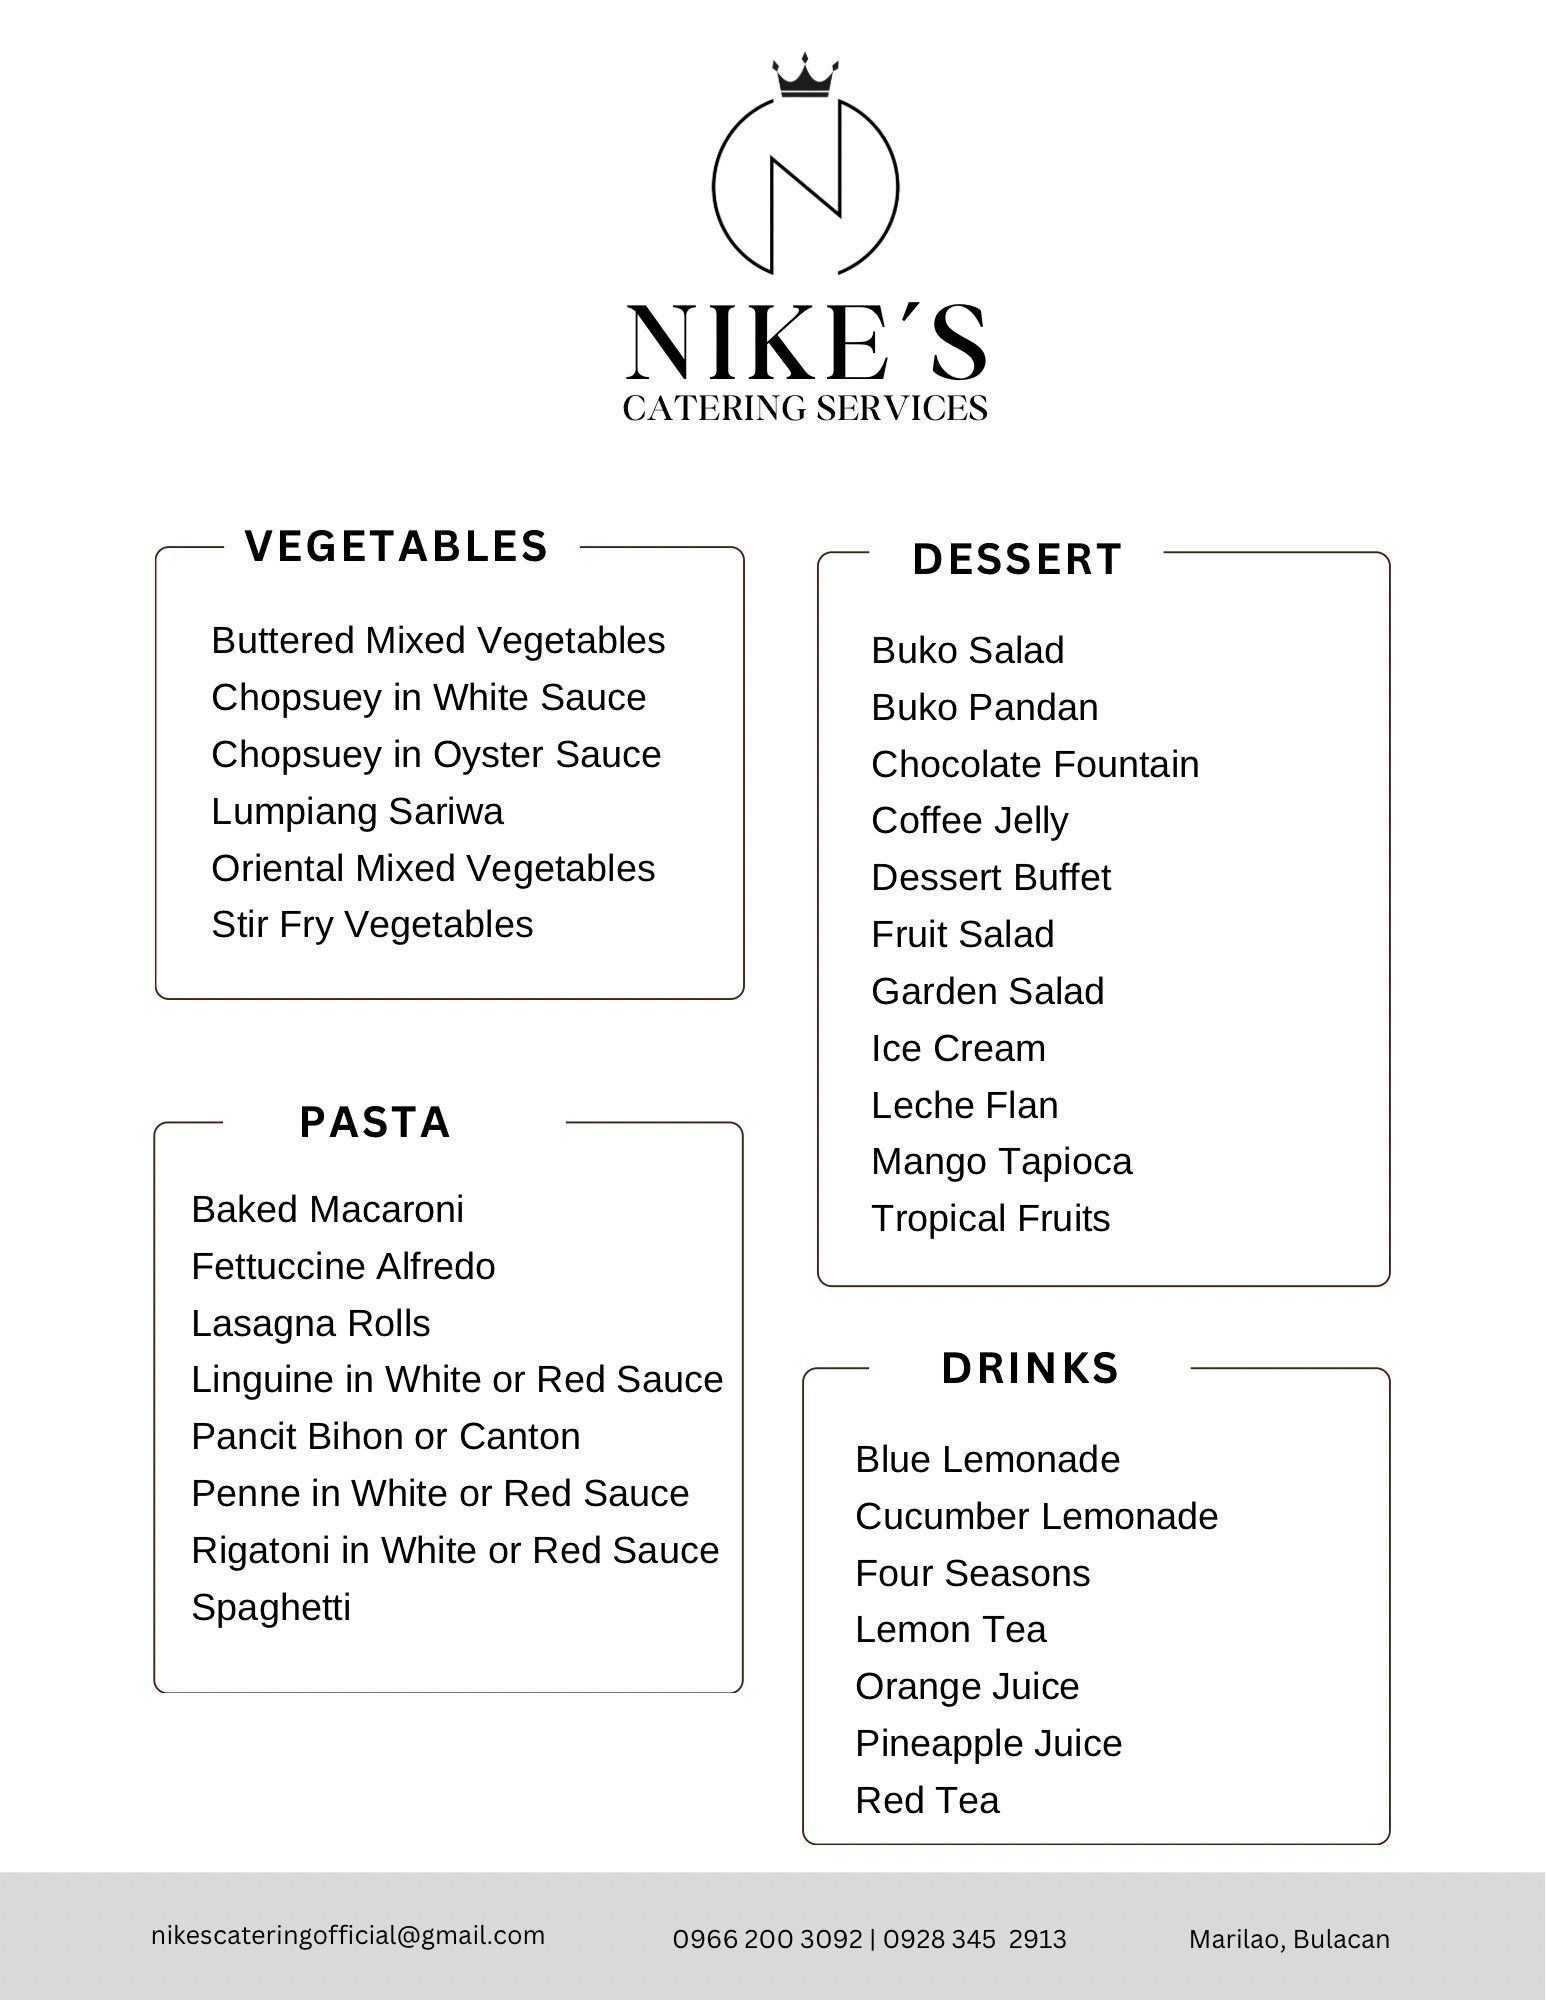 N
NIKE´S
CATERING SERVICES
VEGETABLES
Buttered Mixed Vegetables
Chopsuey in White Sauce
Chopsuey in Oyster Sauce
Lumpiang Sariwa
Oriental Mixed Vegetables
Stir Fry Vegetables
PASTA
Baked Macaroni
Fettuccine Alfredo
Lasagna Rolls
Linguine in White or Red Sauce
Pancit Bihon or Canton
Penne in White or Red Sauce
Rigatoni in White or Red Sauce
Spaghetti
DESSERT
Buko Salad
Buko Pandan
Chocolate Fountain
Coffee Jelly
Dessert Buffet
Fruit Salad
Garden Salad
Ice Cream
Leche Flan
Mango Tapioca
Tropical Fruits
DRINKS
Blue Lemonade
Cucumber Lemonade
Four Seasons
Lemon Tea
Orange Juice
Pineapple Juice
Red Tea
nikescateringofficial@gmail.com
0966 200 3092 | 0928 345 2913
Marilao, Bulacan